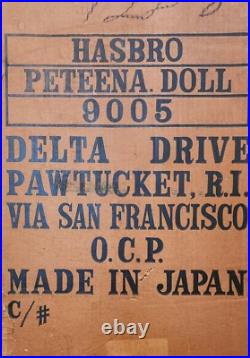 HASBRO
PETEENA. DOLL
9005
DELTA DRIVE
PAWTUCKET, R.I.
VIA SAN FRANCISCO
O.C.P.
MADE IN JAPAN
C/#